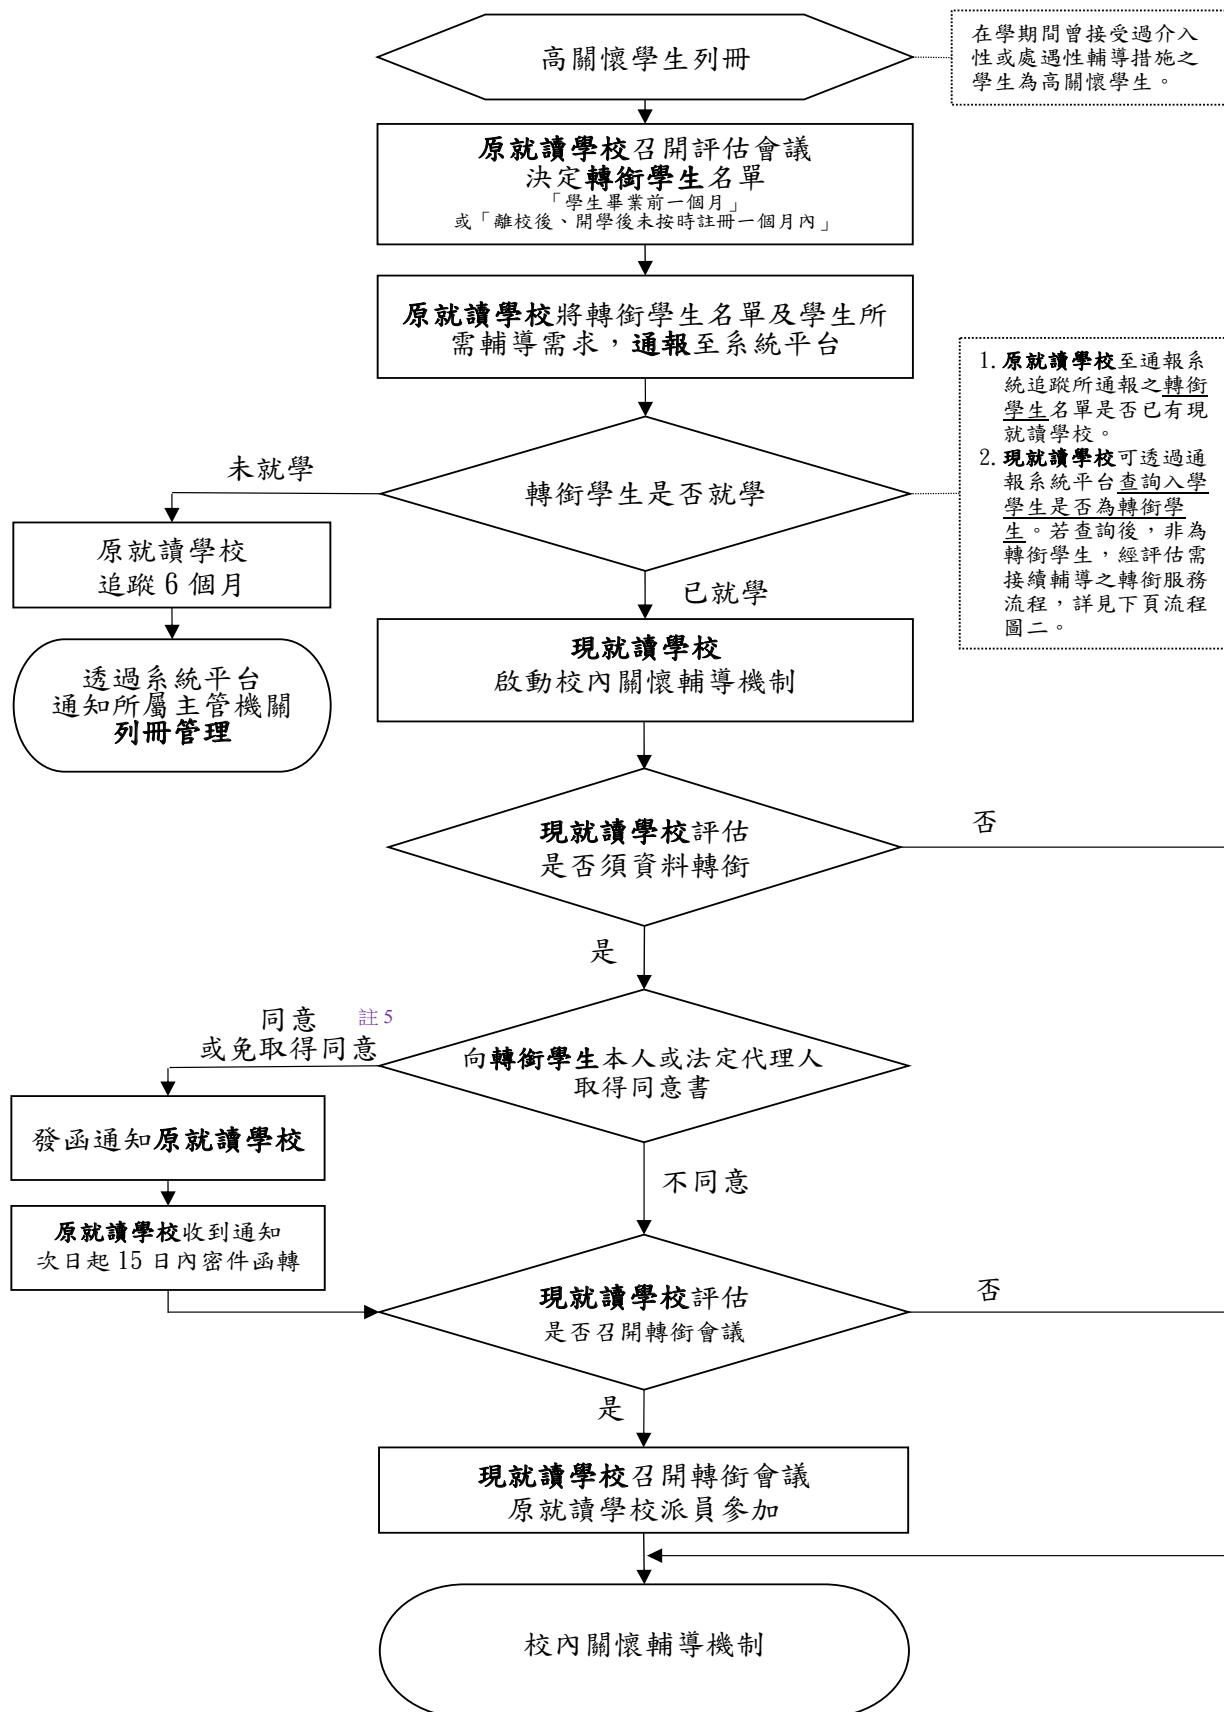 高關懷學生列冊
在學期間曾接受過介入
性或處遇性輔導措施之
學生為高關懷學生。
原就讀學校召開評估會議
決定轉銜學生名單
「學生畢業前一個月」
或「離校後、開學後未按時註冊一個月內」
原就讀學校將轉銜學生名單及學生所
需輔導需求，通報至系統平台
1. 原就讀學校至通報系
統追蹤所通報之轉銜
學生名單是否已有現
就讀學校。
2. 現就讀學校可透過通
報系統平台查詢入學
學生是否為轉銜學
生。若查詢後，非為
轉銜學生，經評估需
接續輔導之轉銜服務
流程，詳見下頁流程
圖二。
轉銜學生是否就學
未就學
原就讀學校
追蹤 6 個月
透過系統平台
通知所屬主管機關
列冊管理
已就學
現就讀學校
啟動校內關懷輔導機制
現就讀學校評估
是否須資料轉銜
否
是
向轉銜學生本人或法定代理人
取得同意書
同意 註 5
或免取得同意
發函通知原就讀學校
原就讀學校收到通知
次日起 15 日內密件函轉
不同意
現就讀學校評估
是否召開轉銜會議
否
是
現就讀學校召開轉銜會議
原就讀學校派員參加
校內關懷輔導機制